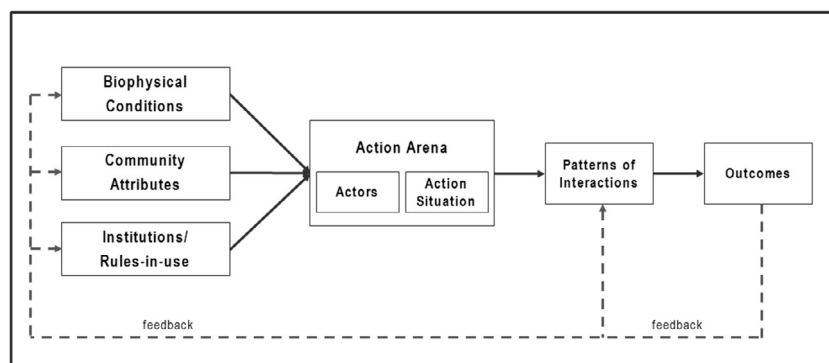 Biophysical
Conditions
Community
Attributes
Institutions/
Rules-in-use
Action Arena
Actors
Action
Situation
Patterns of
Interactions
Outcomes
feedback
feedback